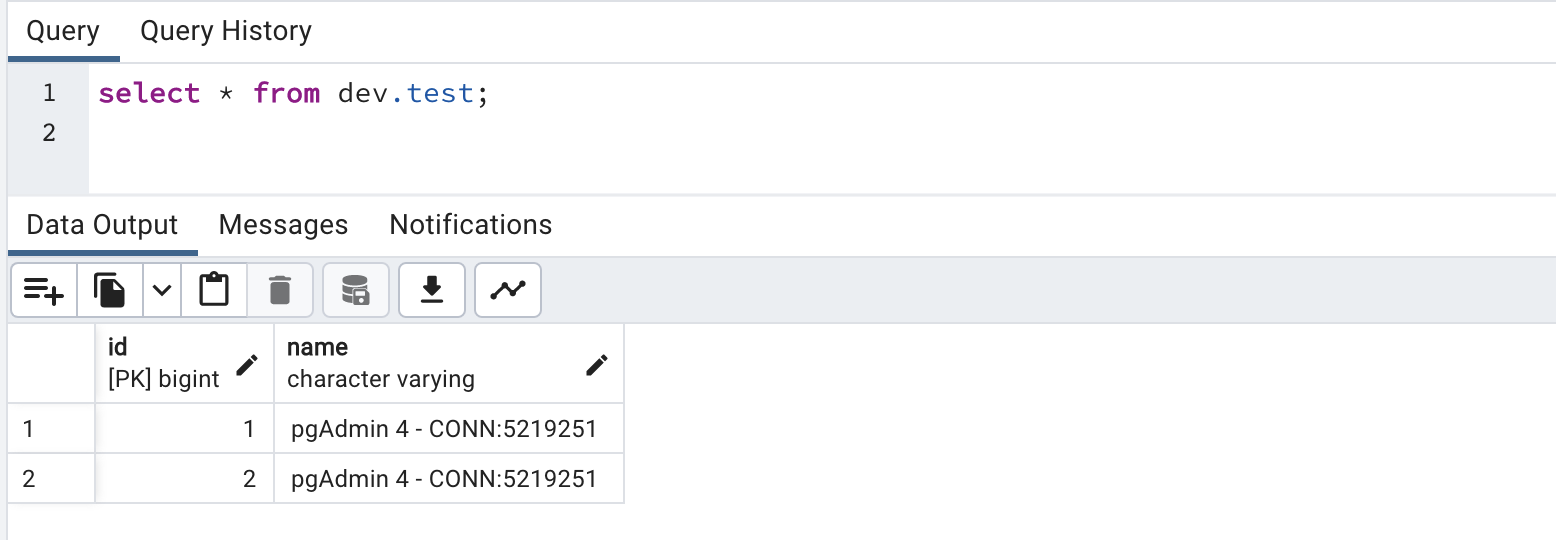 Query Query History
1 select * from dev.test;
2
Data Output Messages Notifications
id name
[PK] bigint character varying
1 1 pgAdmin 4 - CONN:5219251
2 2 pgAdmin 4 - CONN:5219251